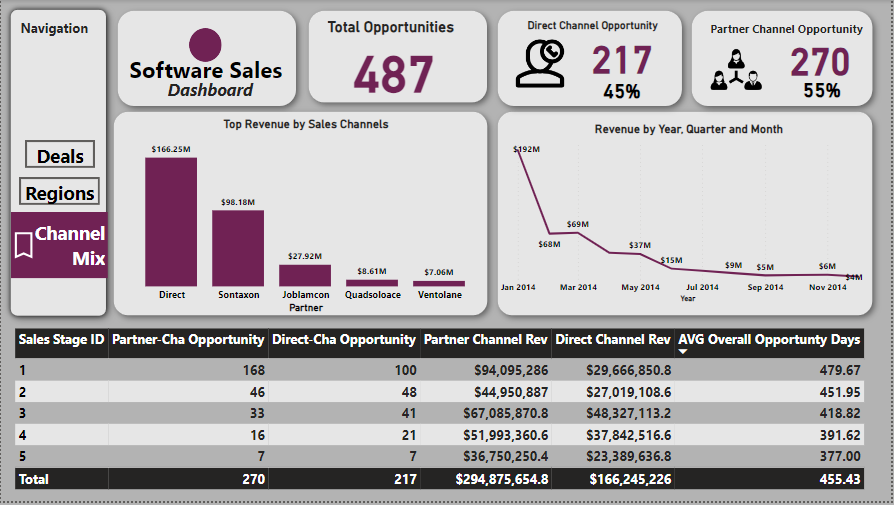 Navigation
Deals
Regions
Channel
Mix
Software Sales
Dashboard
Total Opportunities
487
Direct Channel Opportunity
217
45%
Partner Channel Opportunity
270
55%
Top Revenue by Sales Channels
$166.25M
$98.18M
$27.92M
$8.61M
$7.06M
Direct Sontaxon Joblamcon Quadsoloace Ventolane
Partner
Revenue by Year, Quarter and Month
$192M
$68M
$69M
$37M
$15M
$9M
$5M
$6M
$4M
Jan 2014 Mar 2014 May 2014 Jul 2014 Sep 2014 Nov 2014
Year
Sales Stage ID Partner-Cha Opportunity Direct-Cha Opportunity Partner Channel Rev Direct Channel Rev AVG Overall Opportunty Days
1 168 100 $94,095,286 $29,666,850.8 479.67
2 46 48 $44,950,887 $27,019,108.6 451.95
3 33 41 $67,085,870.8 $48,327,113.2 418.82
4 16 21 $51,993,360.6 $37,842,516.6 391.62
5 7 7 $36,750,250.4 $23,389,636.8 377.00
Total 270 217 $294,875,654.8 $166,245,226 455.43